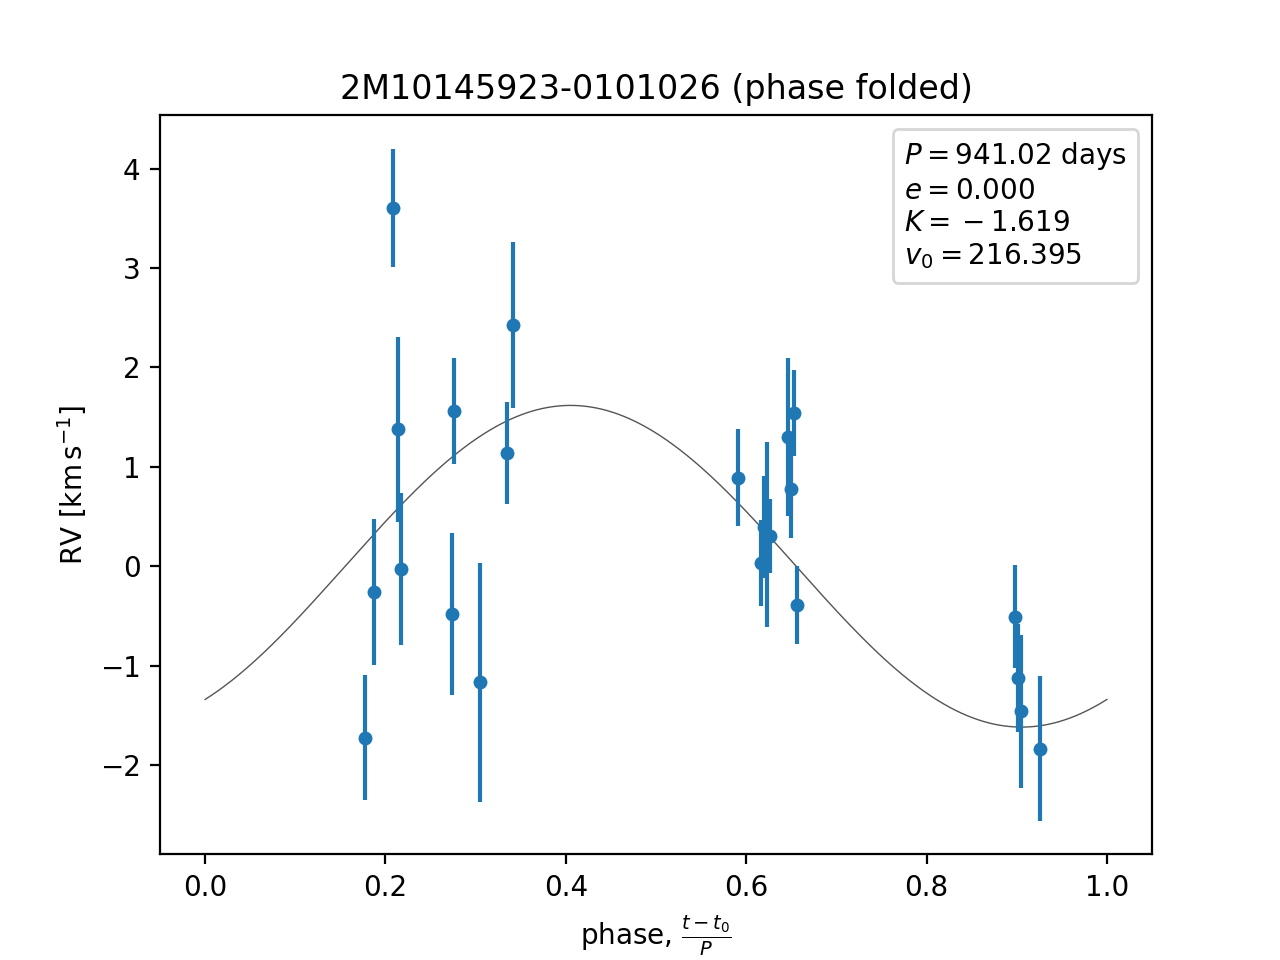 2M10145923-0101026 (phase folded)
P = 941.02 days
e = 0.000
K = −1.619
v₀ = 216.395
4
3
2
1
0
−1
−2
RV [km s⁻¹]
0.0 0.2 0.4 0.6 0.8 1.0
phase, (t − t₀)/P